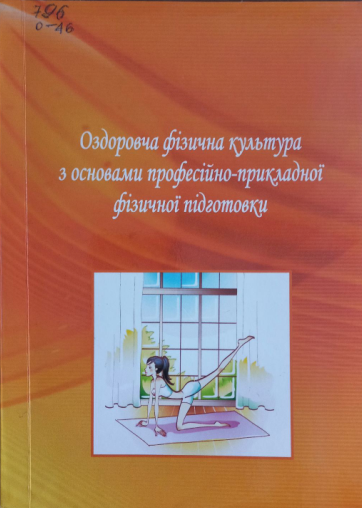 796
О-46
Оздоровча фізична культура
з основами професійно-прикладної
фізичної підготовки